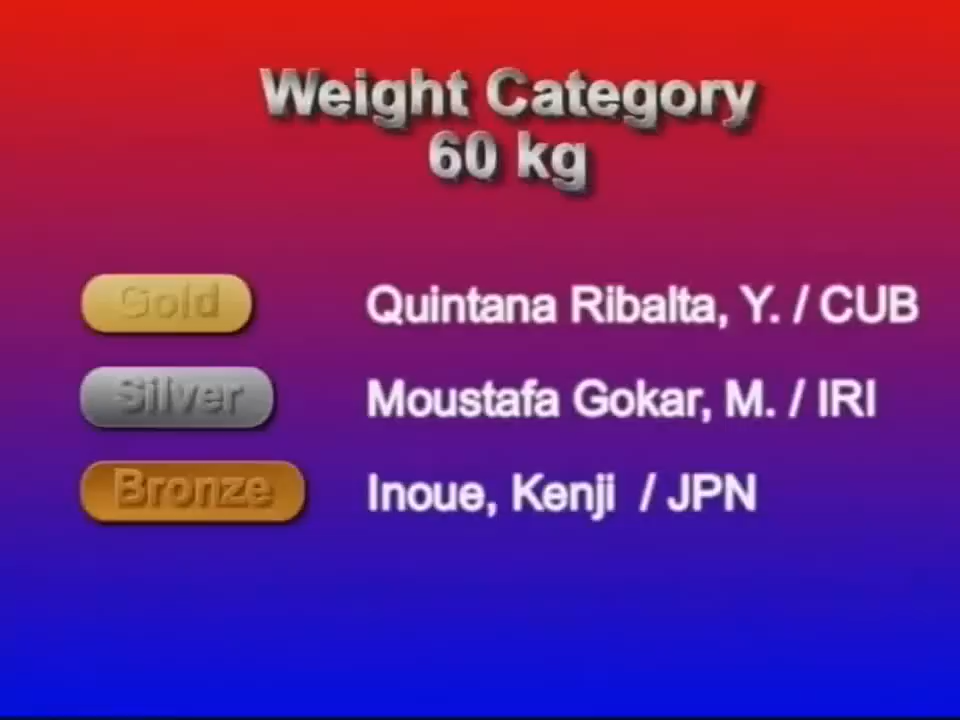 Weight Category
60 kg
Gold Quintana Ribalta, Y. / CUB
Silver Moustafa Gokar, M. / IRI
Bronze Inoue, Kenji / JPN